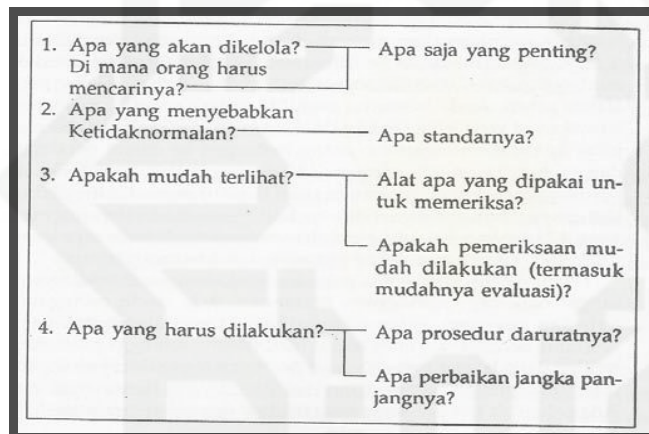 1. Apa yang akan dikelola?
Di mana orang harus
mencarinya?
Apa saja yang penting?
2. Apa yang menyebabkan
Ketidaknormalan?
Apa standarnya?
3. Apakah mudah terlihat?
Alat apa yang dipakai un-
tuk memeriksa?
Apakah pemeriksaan mu-
dah dilakukan (termasuk
mudahnya evaluasi)?
4. Apa yang harus dilakukan?
Apa prosedur daruratnya?
Apa perbaikan jangka pan-
jangnya?